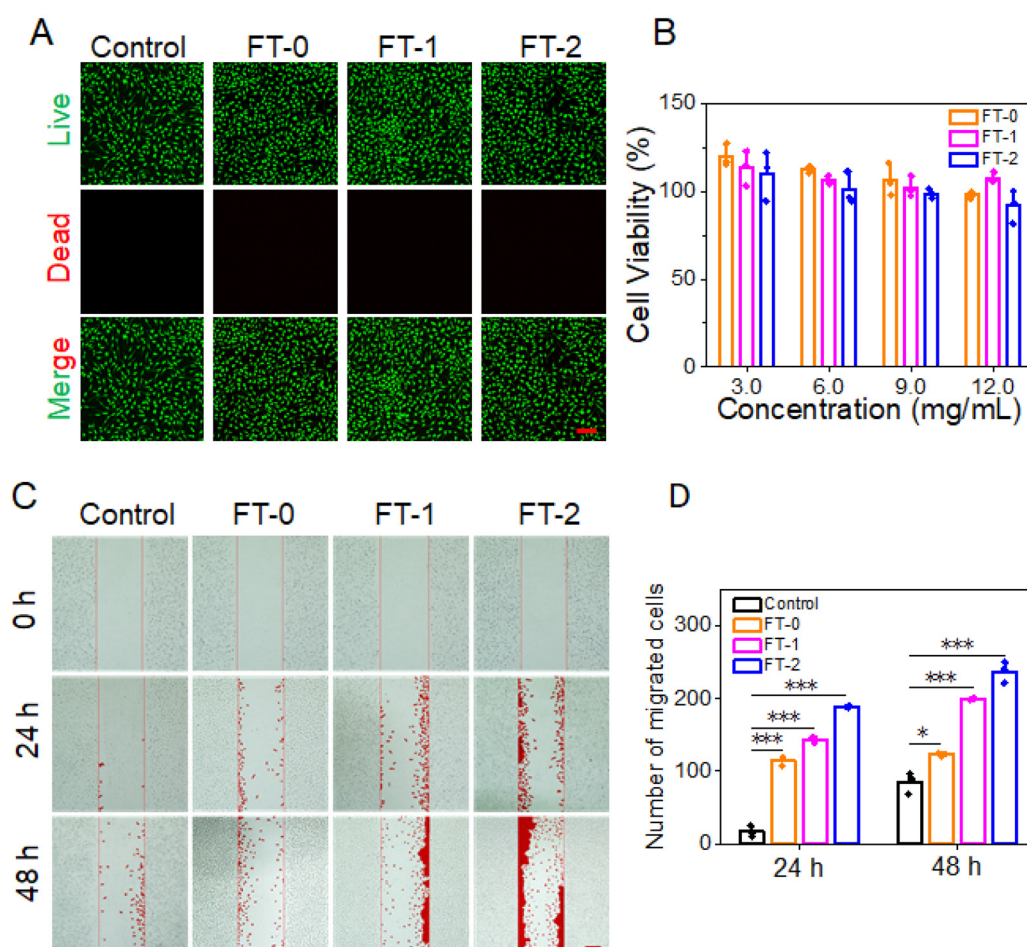 A
Control FT-0 FT-1 FT-2
Live
Dead
Merge
B
Cell Viability (%)
150
100
50
0
FT-0
FT-1
FT-2
3.0 6.0 9.0 12.0
Concentration (mg/mL)
C
Control FT-0 FT-1 FT-2
0 h
24 h
48 h
D
Number of migrated cells
300
200
100
0
Control
FT-0
FT-1
FT-2
***
***
***
***
***
*
24 h 48 h